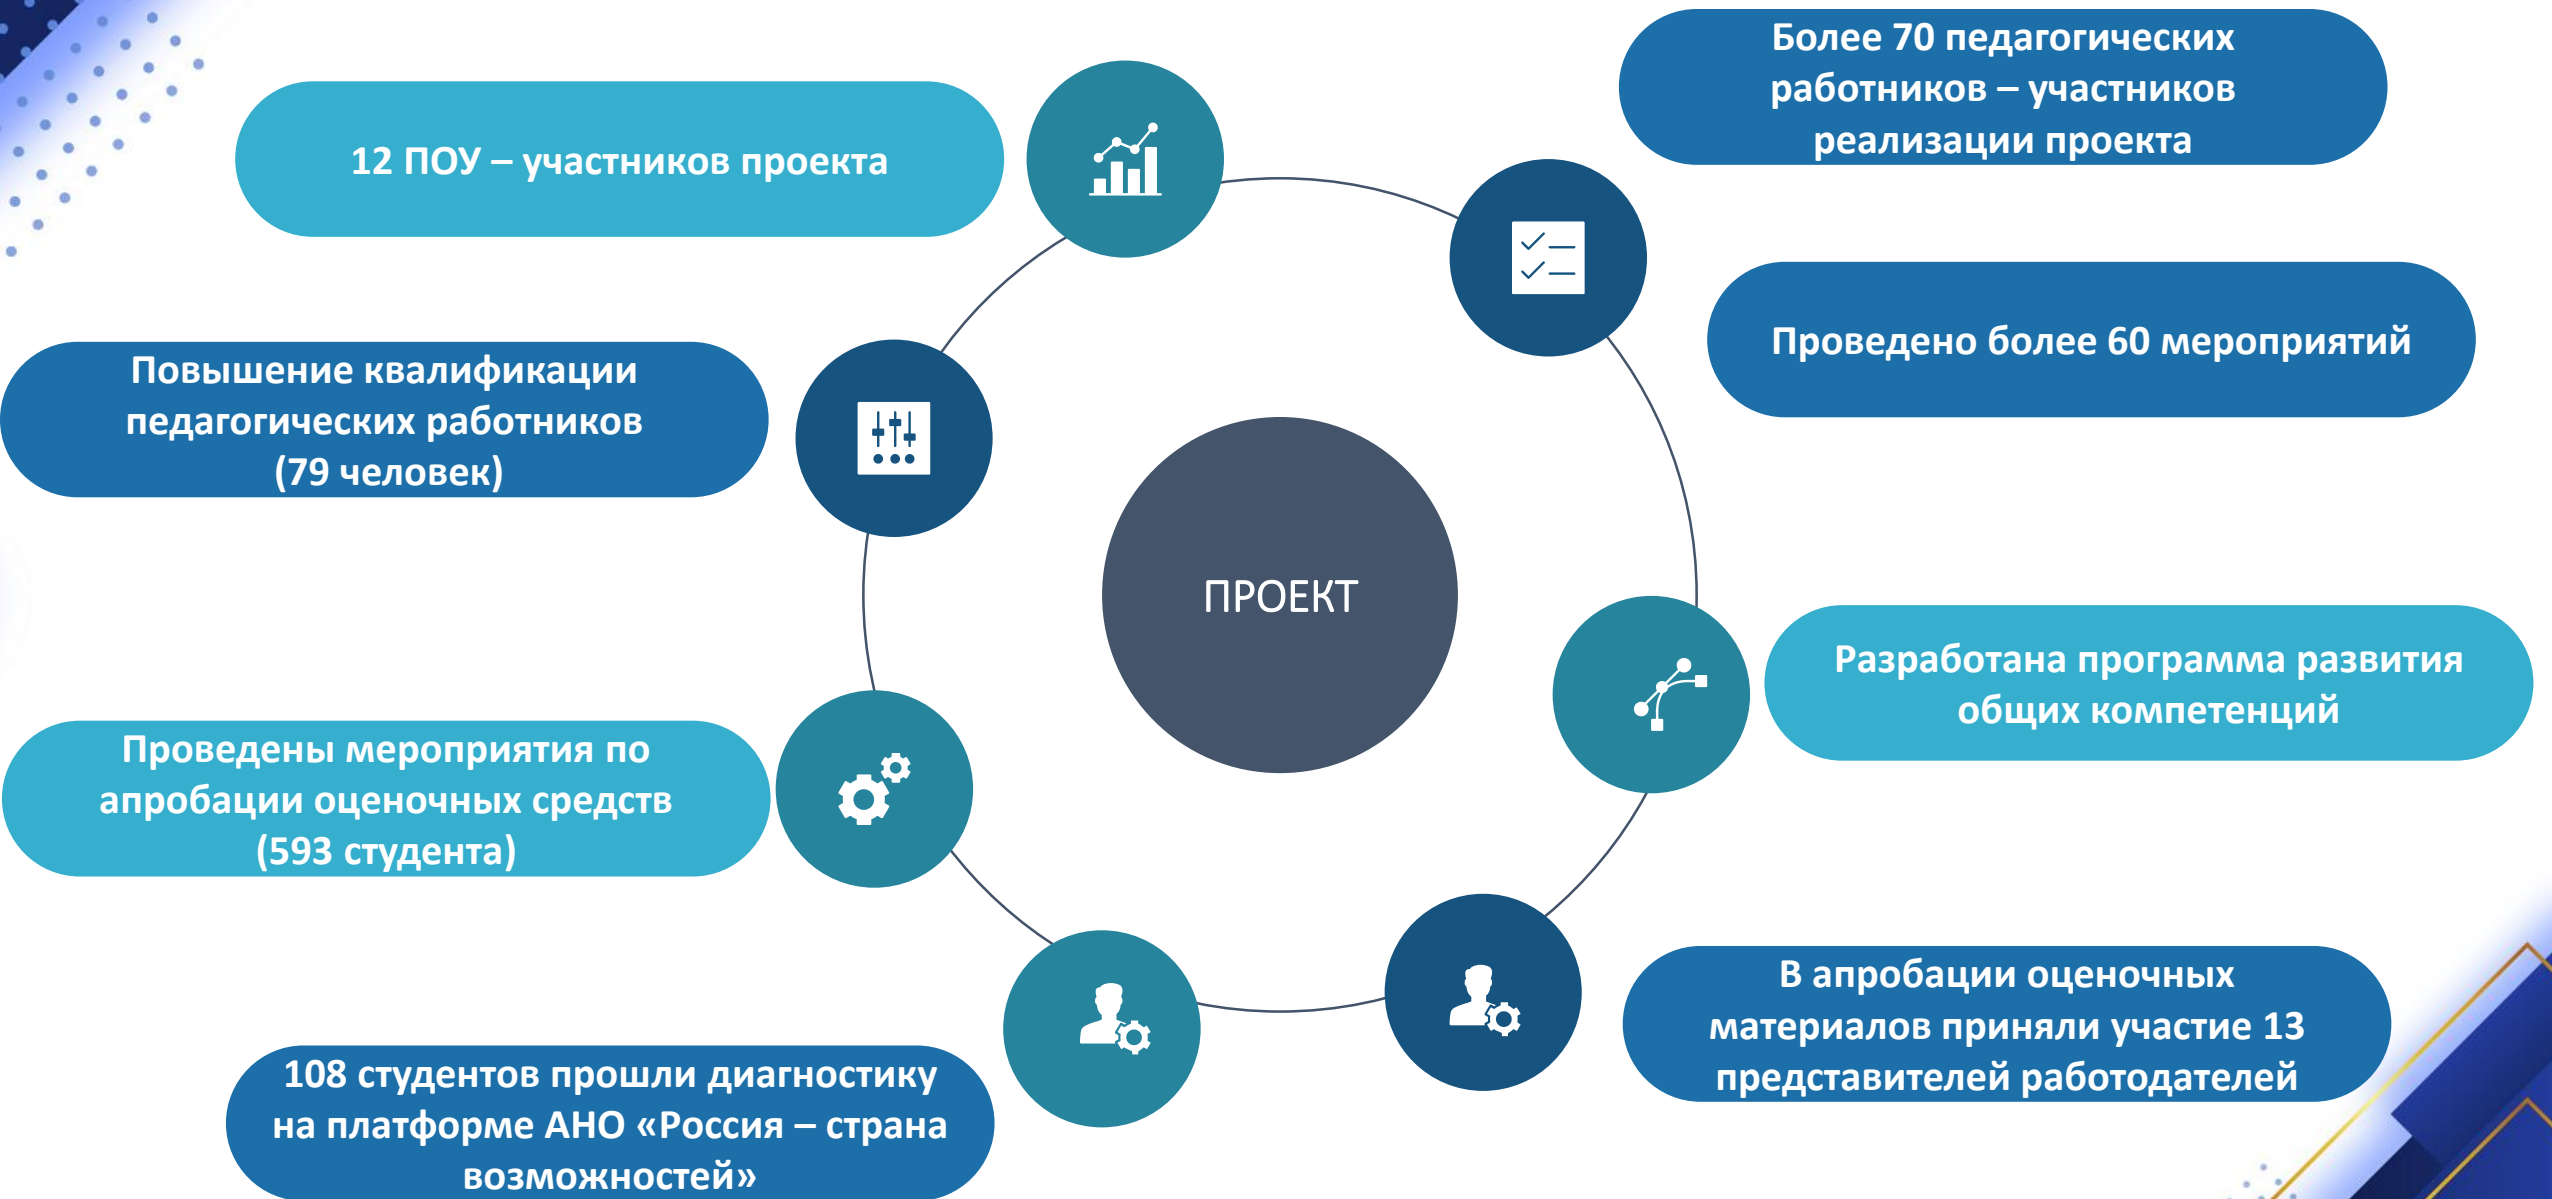 12 ПОУ – участников проекта
Более 70 педагогических
работников – участников
реализации проекта
Проведено более 60 мероприятий
Повышение квалификации
педагогических работников
(79 человек)
ПРОЕКТ
Разработана программа развития
общих компетенций
Проведены мероприятия по
апробации оценочных средств
(593 студента)
В апробации оценочных
материалов приняли участие 13
представителей работодателей
108 студентов прошли диагностику
на платформе АНО «Россия – страна
возможностей»